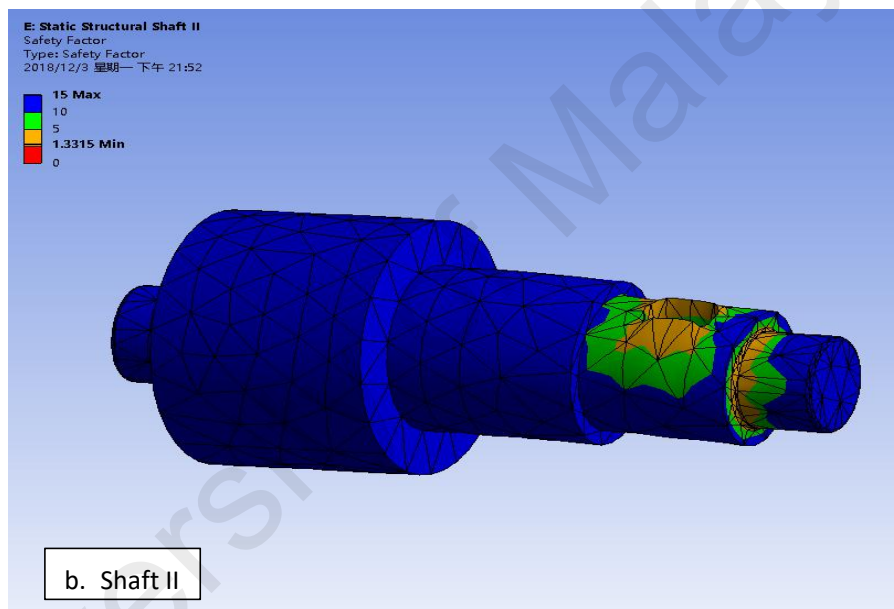 E: Static Structural Shaft II
Safety Factor
Type: Safety Factor
2018/12/3 星期一 下午 21:52
15 Max
10
5
1.3315 Min
0
b. Shaft II